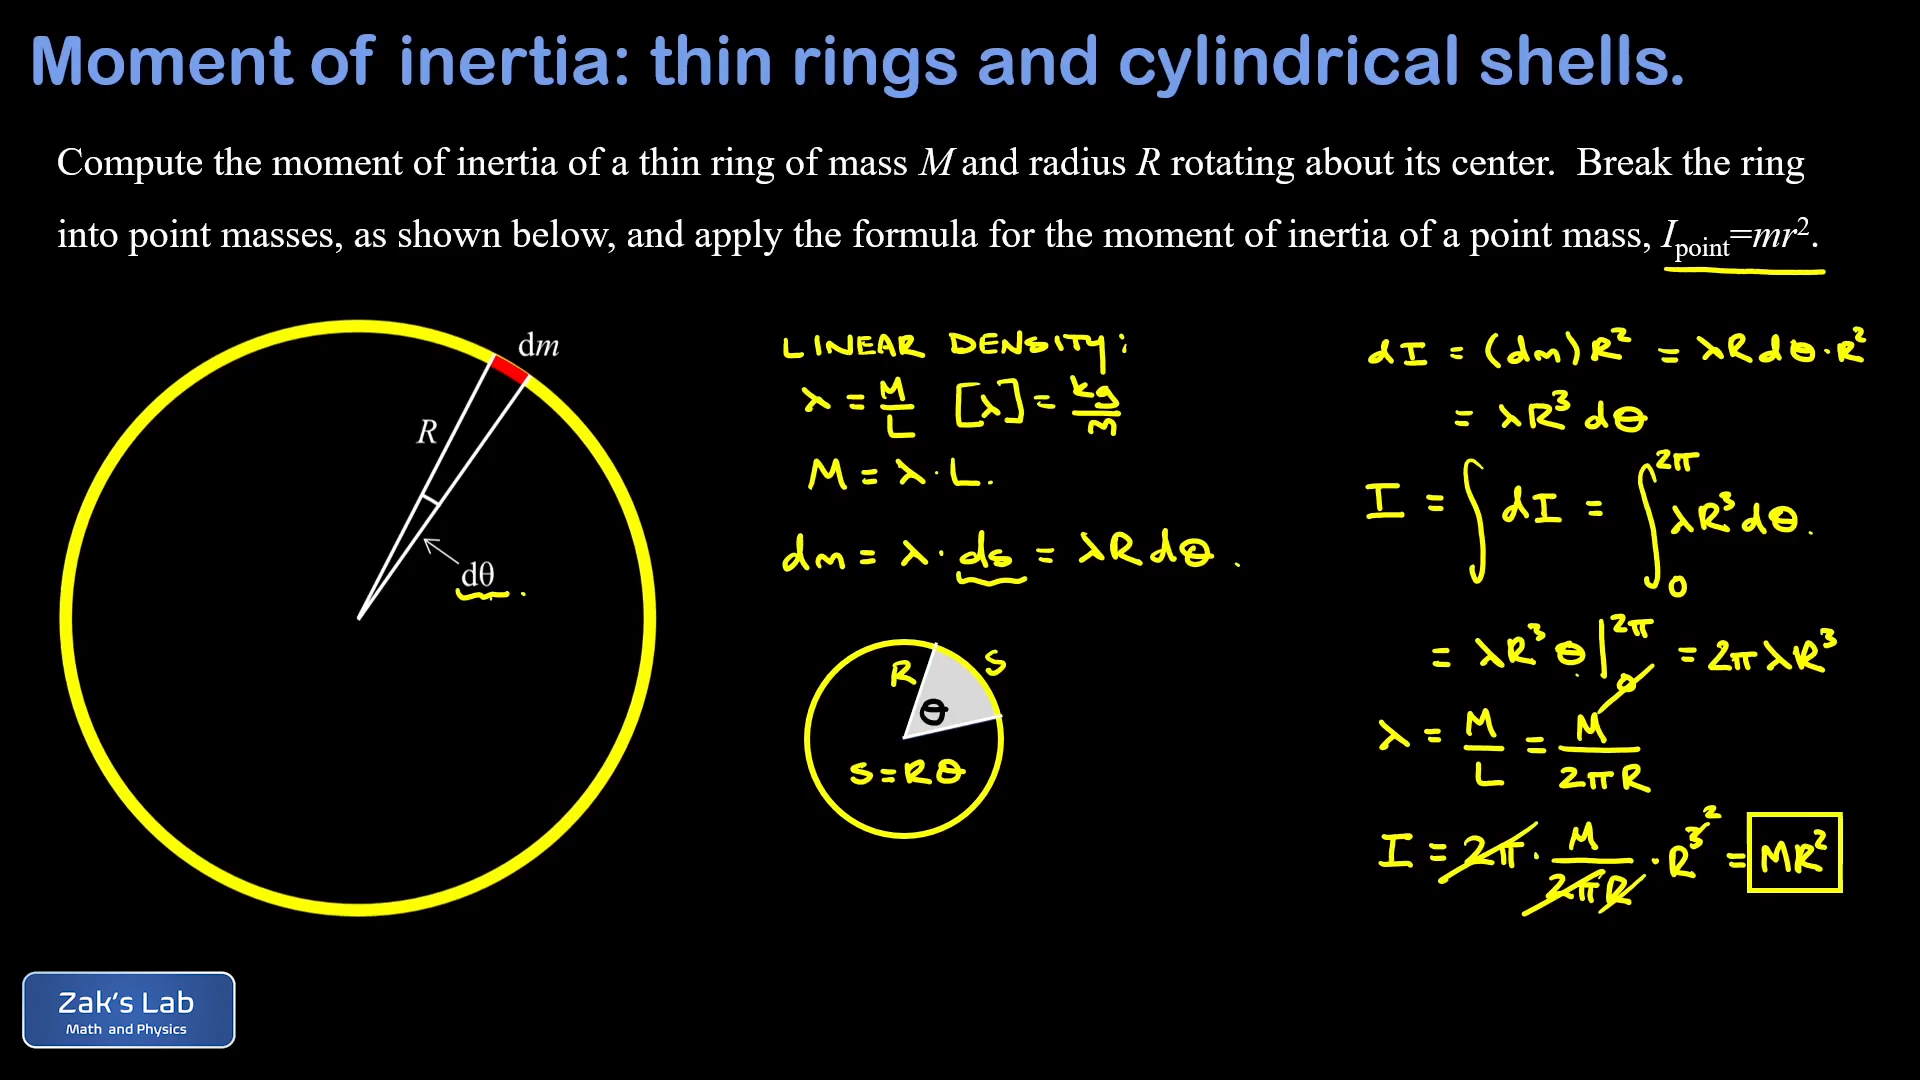 Moment of inertia: thin rings and cylindrical shells.
Compute the moment of inertia of a thin ring of mass M and radius R rotating about its center. Break the ring
into point masses, as shown below, and apply the formula for the moment of inertia of a point mass, I_point=mr².
dm
R
dθ
LINEAR DENSITY:
λ = M/L [λ] = kg/m
M = λ · L.
dm = λ · ds = λRdθ.
R
S
θ
S=Rθ
dI = (dm)R² = λRdθ·R²
= λR³dθ
I = ∫dI = ∫₀^2π λR³dθ.
= λR³θ|₀^2π = 2πλR³
λ = M/L = M/2πR
I = 2π · M/2πR · R³ ² = MR²
Zak's Lab
Math and Physics